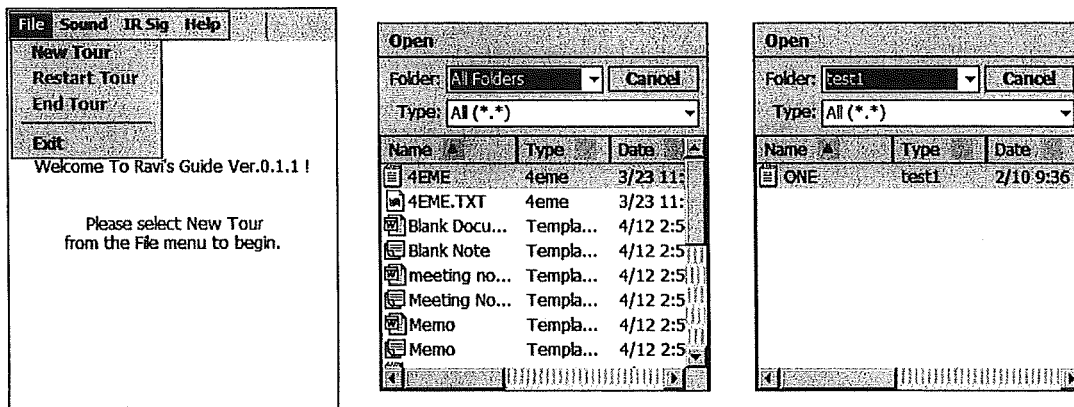 File Sound IR Sig Help
New Tour
Restart Tour
End Tour
Exit
Welcome To Ravi's Guide Ver.0.1.1 !
Please select New Tour
from the File menu to begin.
Open
Folder: All Folders Cancel
Type: All (*.*)
Name Type Date
4EME 4eme 3/23 11:
4EME.TXT 4eme 3/23 11:
Blank Docu... Templa... 4/12 2:5
Blank Note Templa... 4/12 2:5
meeting no... Templa... 4/12 2:5
Meeting No... Templa... 4/12 2:5
Memo Templa... 4/12 2:5
Memo Templa... 4/12 2:5
Open
Folder: test1 Cancel
Type: All (*.*)
Name Type Date
ONE test1 2/10 9:36